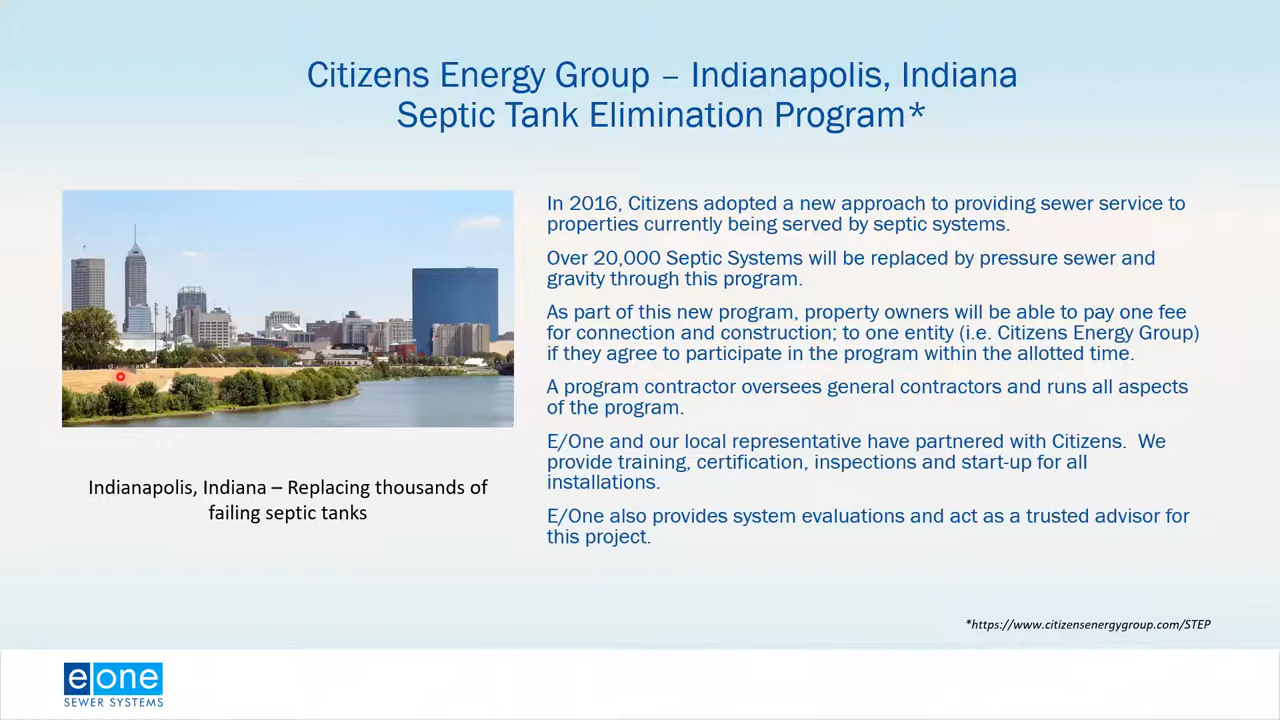 Citizens Energy Group – Indianapolis, Indiana
Septic Tank Elimination Program*
In 2016, Citizens adopted a new approach to providing sewer service to
properties currently being served by septic systems.
Over 20,000 Septic Systems will be replaced by pressure sewer and
gravity through this program.
As part of this new program, property owners will be able to pay one fee
for connection and construction; to one entity (i.e. Citizens Energy Group)
if they agree to participate in the program within the allotted time.
A program contractor oversees general contractors and runs all aspects
of the program.
E/One and our local representative have partnered with Citizens.  We
provide training, certification, inspections and start-up for all
installations.
E/One also provides system evaluations and act as a trusted advisor for
this project.
Indianapolis, Indiana – Replacing thousands of
failing septic tanks
*https://www.citizensenergygroup.com/STEP
eone
SEWER SYSTEMS